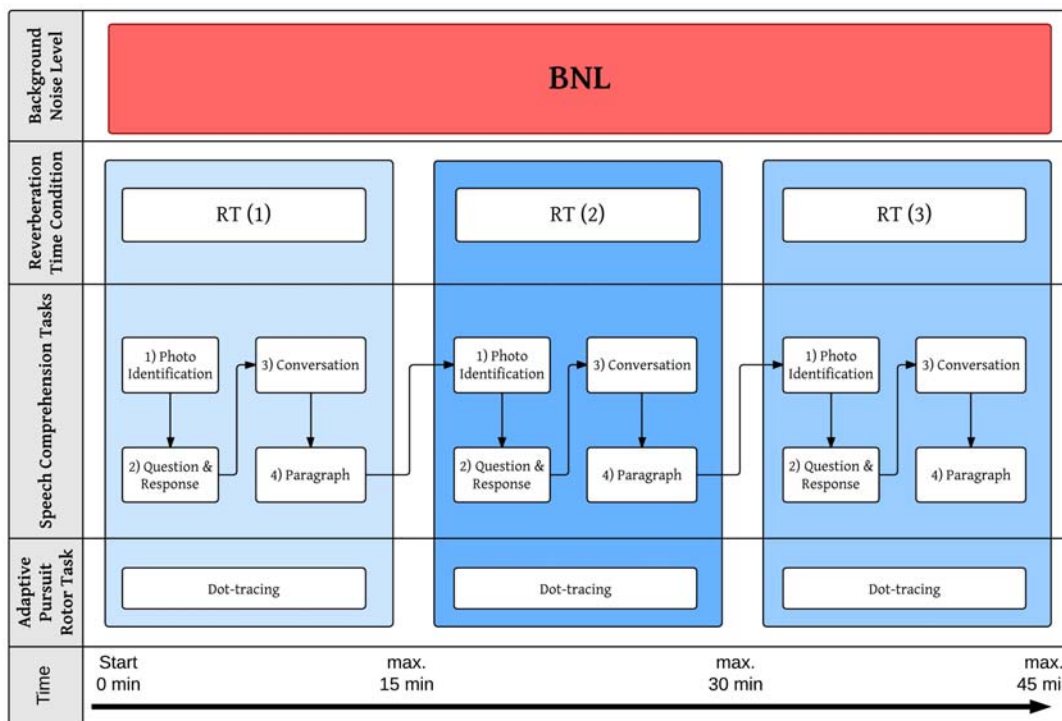 Background
Noise Level
BNL
Reverberation
Time Condition
RT (1)
RT (2)
RT (3)
Speech Comprehension Tasks
1) Photo
Identification
3) Conversation
2) Question &
Response
4) Paragraph
1) Photo
Identification
3) Conversation
2) Question &
Response
4) Paragraph
1) Photo
Identification
3) Conversation
2) Question &
Response
4) Paragraph
Adaptive
Pursuit
Rotor Task
Dot-tracing
Dot-tracing
Dot-tracing
Time
Start
0 min
max.
15 min
max.
30 min
max.
45 mi